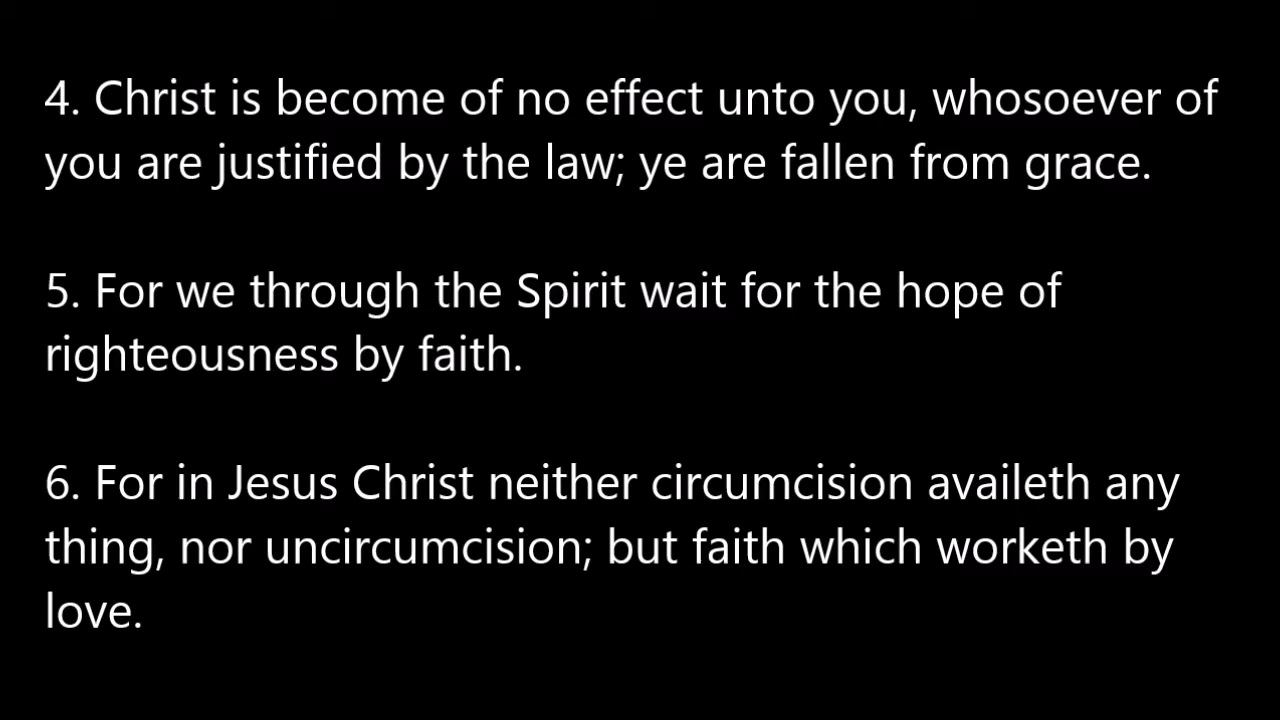 4. Christ is become of no effect unto you, whosoever of
you are justified by the law; ye are fallen from grace.
5. For we through the Spirit wait for the hope of
righteousness by faith.
6. For in Jesus Christ neither circumcision availeth any
thing, nor uncircumcision; but faith which worketh by
love.